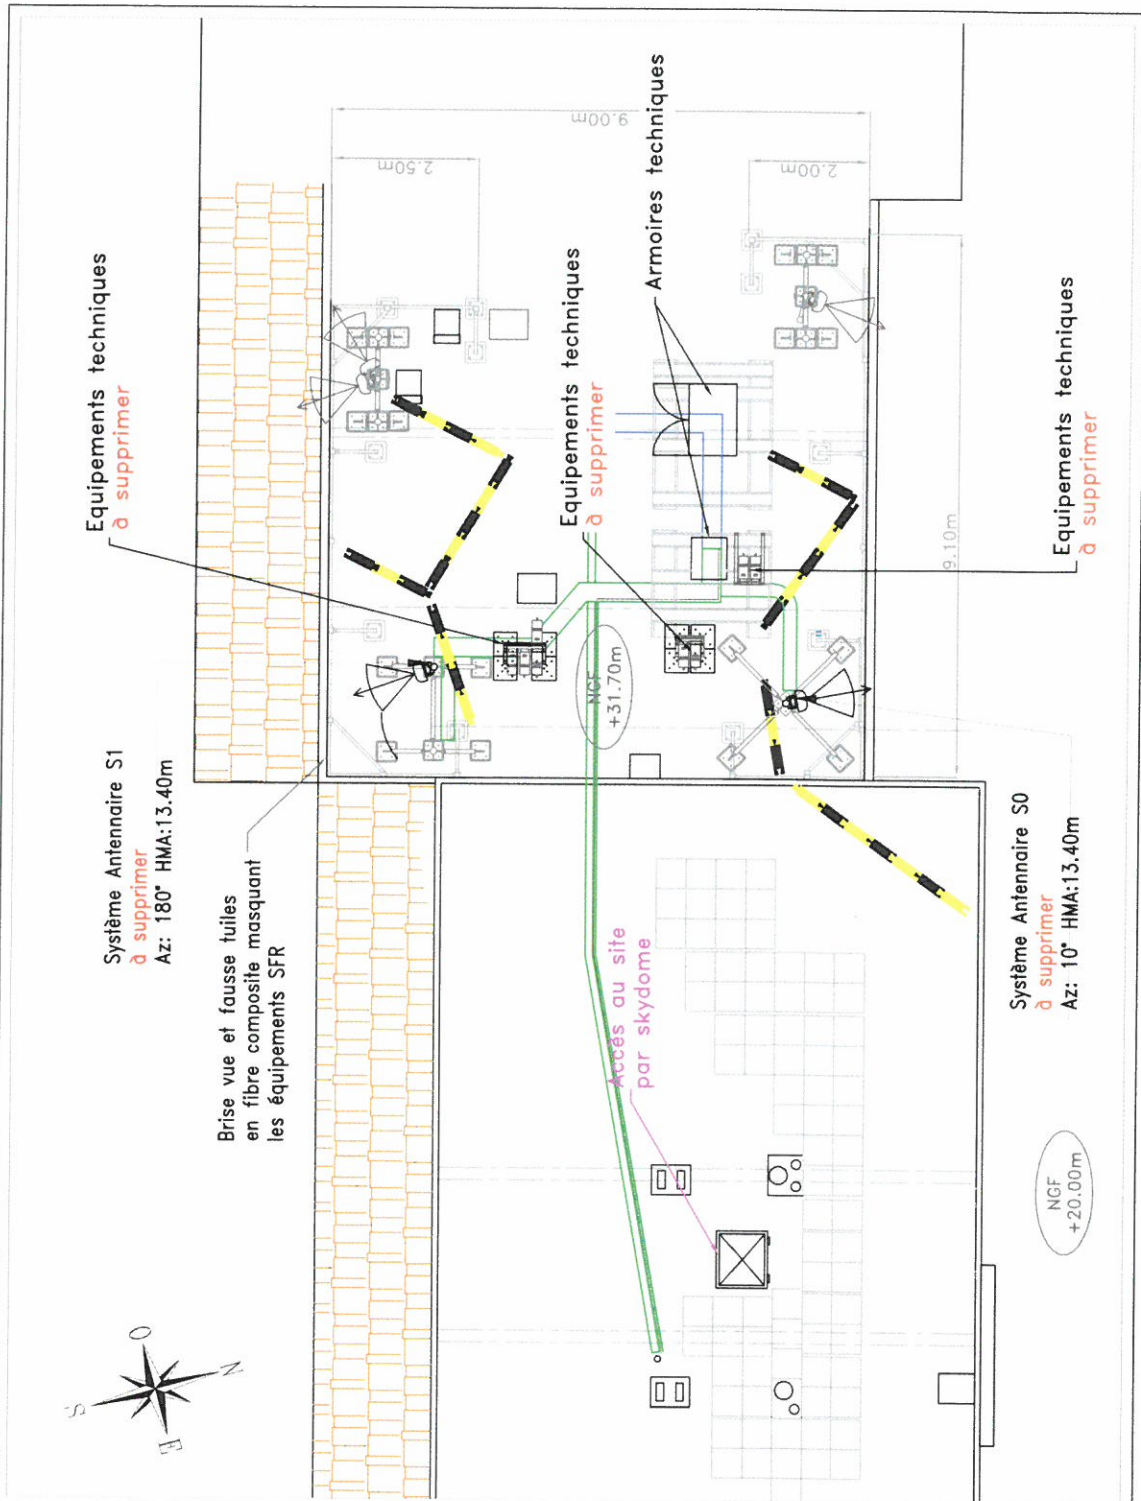 Système Antennaire S1
à supprimer
Az: 180° HMA:13.40m
Brise vue et fausse tuiles
en fibre composite masquant
les équipements SFR
Equipements techniques
à supprimer
Equipements techniques
à supprimer
Armoires techniques
Equipements techniques
à supprimer
9.00m
2.50m
2.00m
9.10m
NGF
+31.70m
Accès au site
par skydome
Système Antennaire S0
à supprimer
Az: 10° HMA:13.40m
NGF
+20.00m
O
N
S
E